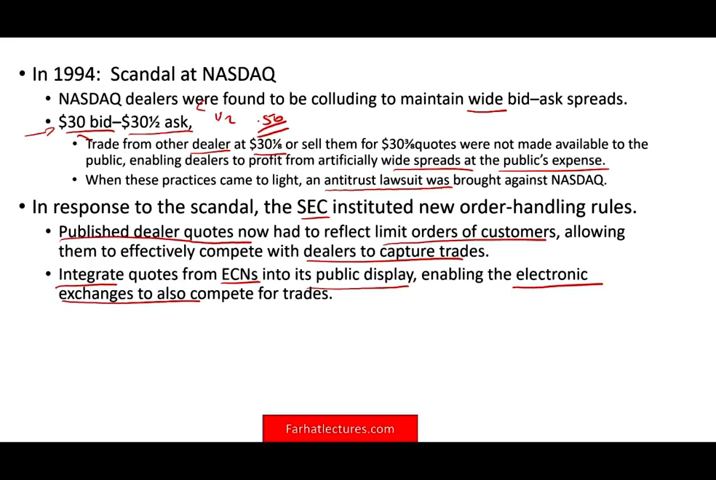 • In 1994: Scandal at NASDAQ
• NASDAQ dealers were found to be colluding to maintain wide bid–ask spreads.
• $30 bid–$30½ ask,
1/2 .50
• Trade from other dealer at $30⅛ or sell them for $30⅜quotes were not made available to the
public, enabling dealers to profit from artificially wide spreads at the public's expense.
• When these practices came to light, an antitrust lawsuit was brought against NASDAQ.
• In response to the scandal, the SEC instituted new order-handling rules.
• Published dealer quotes now had to reflect limit orders of customers, allowing
them to effectively compete with dealers to capture trades.
• Integrate quotes from ECNs into its public display, enabling the electronic
exchanges to also compete for trades.
Farhatlectures.com